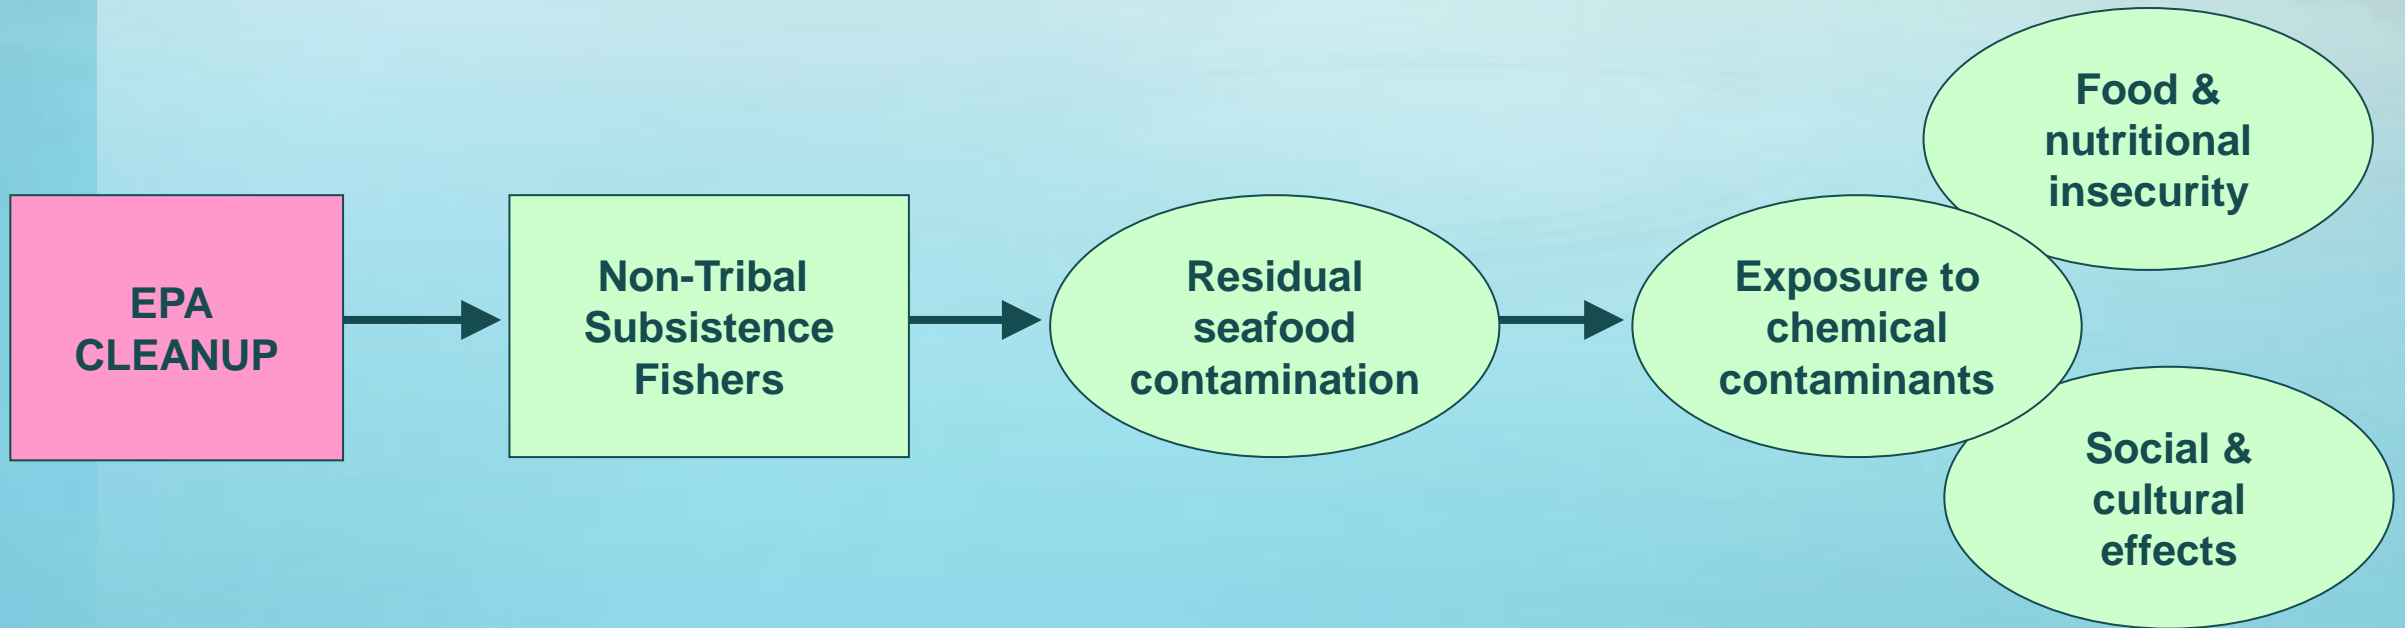 EPA
CLEANUP
Non-Tribal
Subsistence
Fishers
Residual
seafood
contamination
Exposure to
chemical
contaminants
Food &
nutritional
insecurity
Social &
cultural
effects